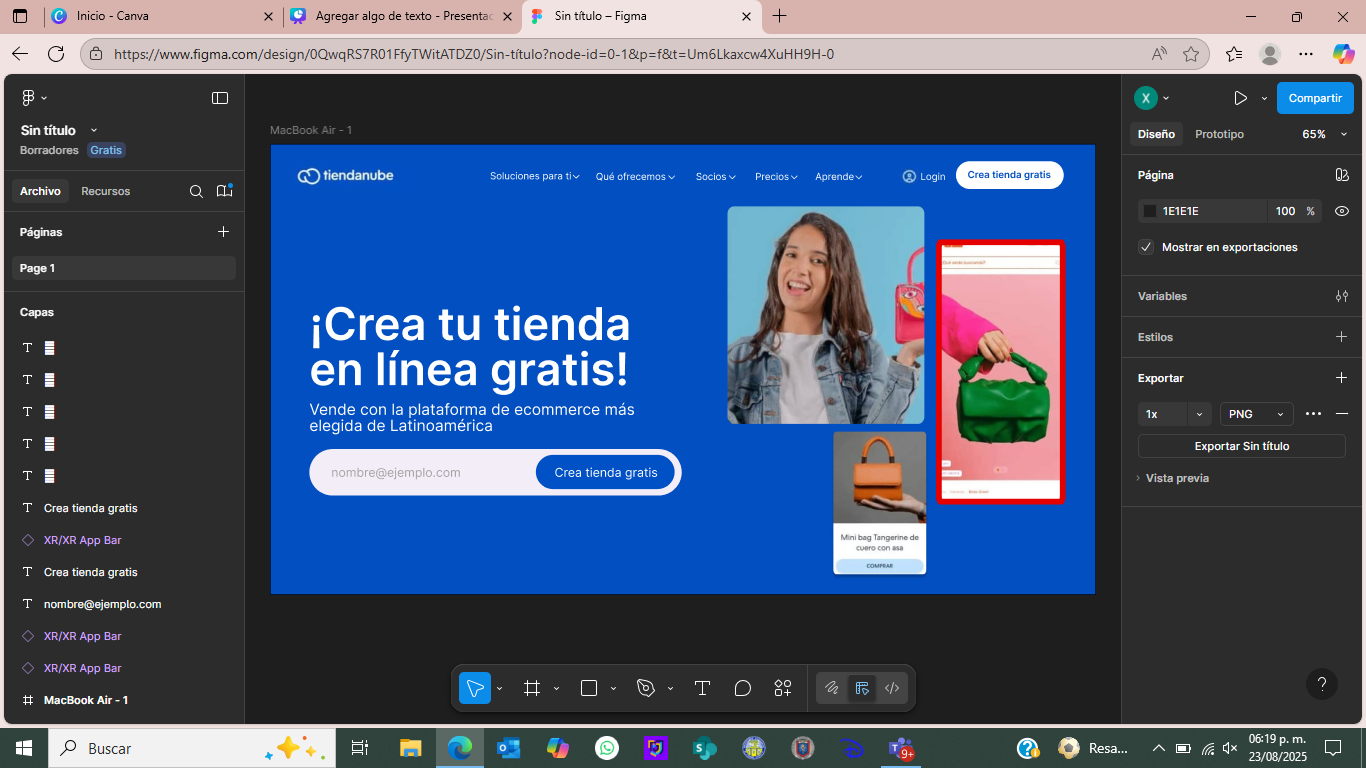 Inicio - Canva
Agregar algo de texto - Presentac
Sin título – Figma
https://www.figma.com/design/0QwqRS7R01FfyTWitATDZ0/Sin-título?node-id=0-1&p=f&t=Um6Lkaxcw4XuHH9H-0
Sin título
Borradores Gratis
Archivo Recursos
Páginas
Page 1
Capas
Crea tienda gratis
XR/XR App Bar
Crea tienda gratis
nombre@ejemplo.com
XR/XR App Bar
XR/XR App Bar
MacBook Air - 1
MacBook Air - 1
tiendanube
Soluciones para ti
Qué ofrecemos
Socios
Precios
Aprende
Login
Crea tienda gratis
¡Crea tu tienda
en línea gratis!
Vende con la plataforma de ecommerce más
elegida de Latinoamérica
nombre@ejemplo.com
Crea tienda gratis
Mini bag Tangerine de
cuero con asa
COMPRAR
X
Compartir
Diseño Prototipo 65%
Página
1E1E1E 100 %
Mostrar en exportaciones
Variables
Estilos
Exportar
1x PNG
Exportar Sin título
Vista previa
?
Buscar
9+
Resa...
06:19 p. m.
23/08/2025